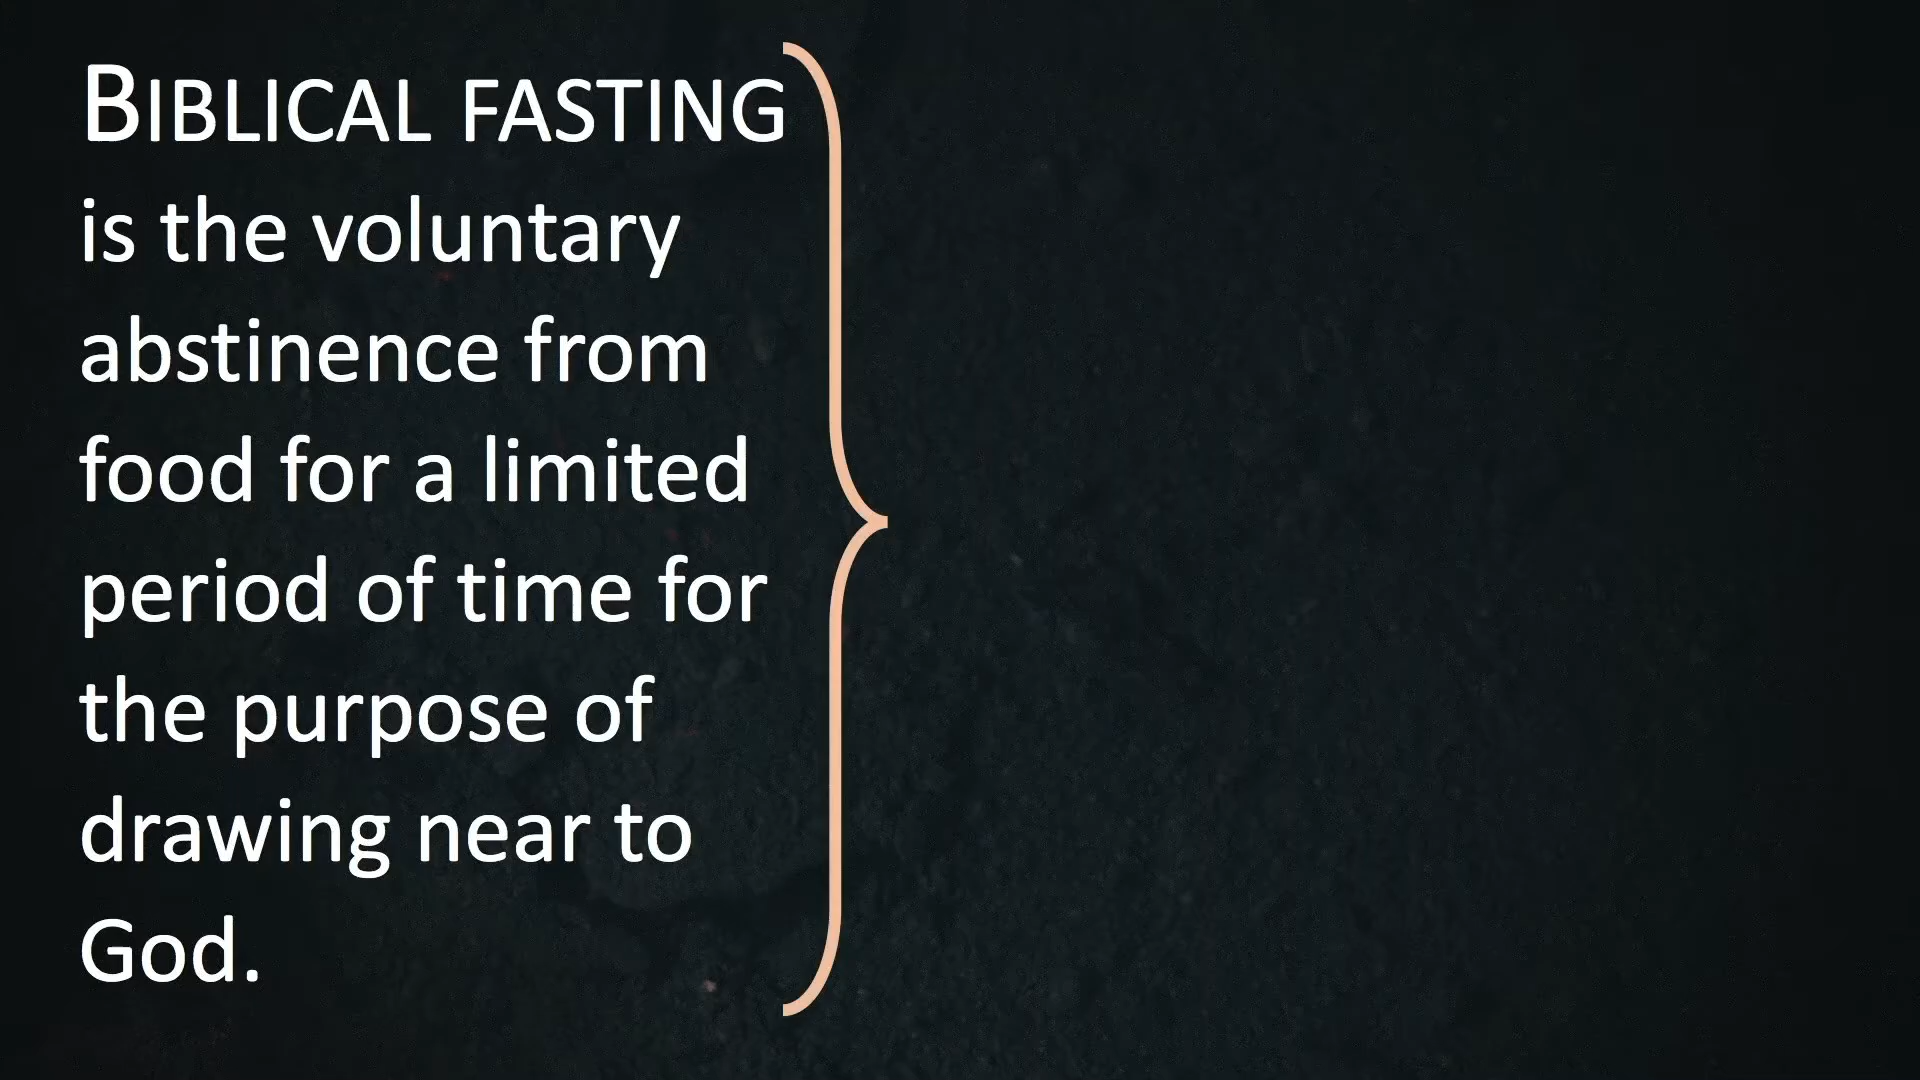 BIBLICAL FASTING
is the voluntary
abstinence from
food for a limited
period of time for
the purpose of
drawing near to
God.